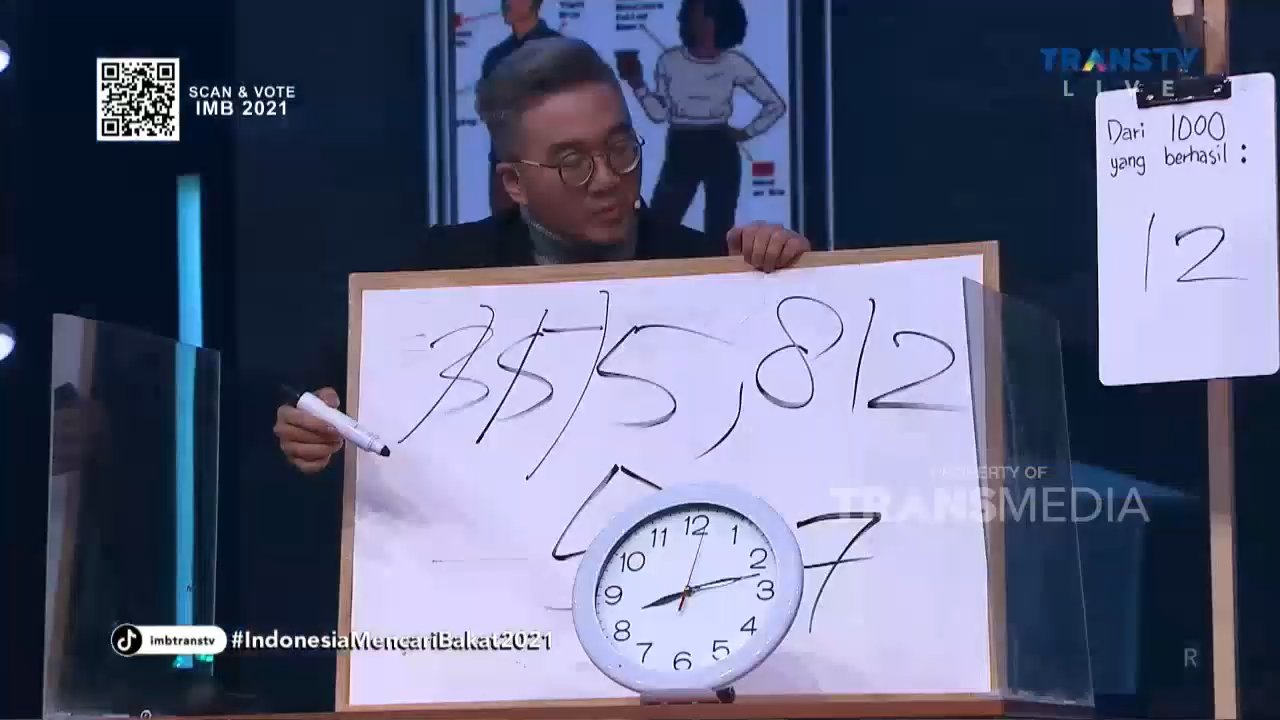 SCAN & VOTE
IMB 2021
TRANSTV
LIVE
Dari 1000
yang berhasil :
12
3575,812
7
12
1
2
3
4
5
6
7
8
9
10
11
PROPERTY OF
TRANSMEDIA
imbtranstv #IndonesiaMencariBakat2021
R